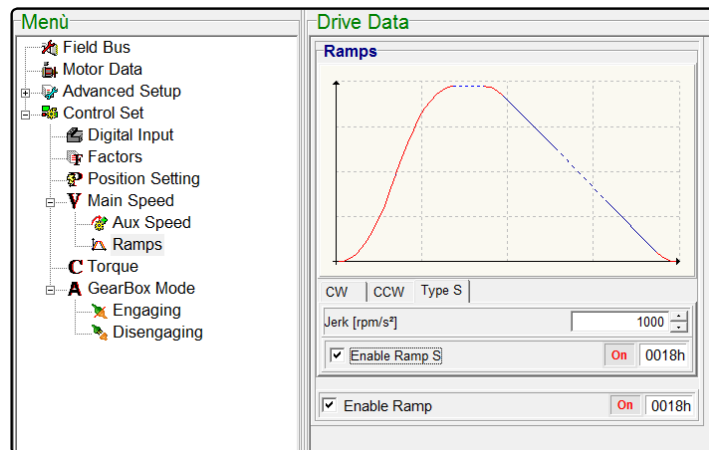 Menù
Field Bus
Motor Data
Advanced Setup
Control Set
Digital Input
Factors
Position Setting
V Main Speed
Aux Speed
Ramps
C Torque
A GearBox Mode
Engaging
Disengaging
Drive Data
Ramps
CW CCW Type S
Jerk [rpm/s²] 1000
Enable Ramp S On 0018h
Enable Ramp On 0018h